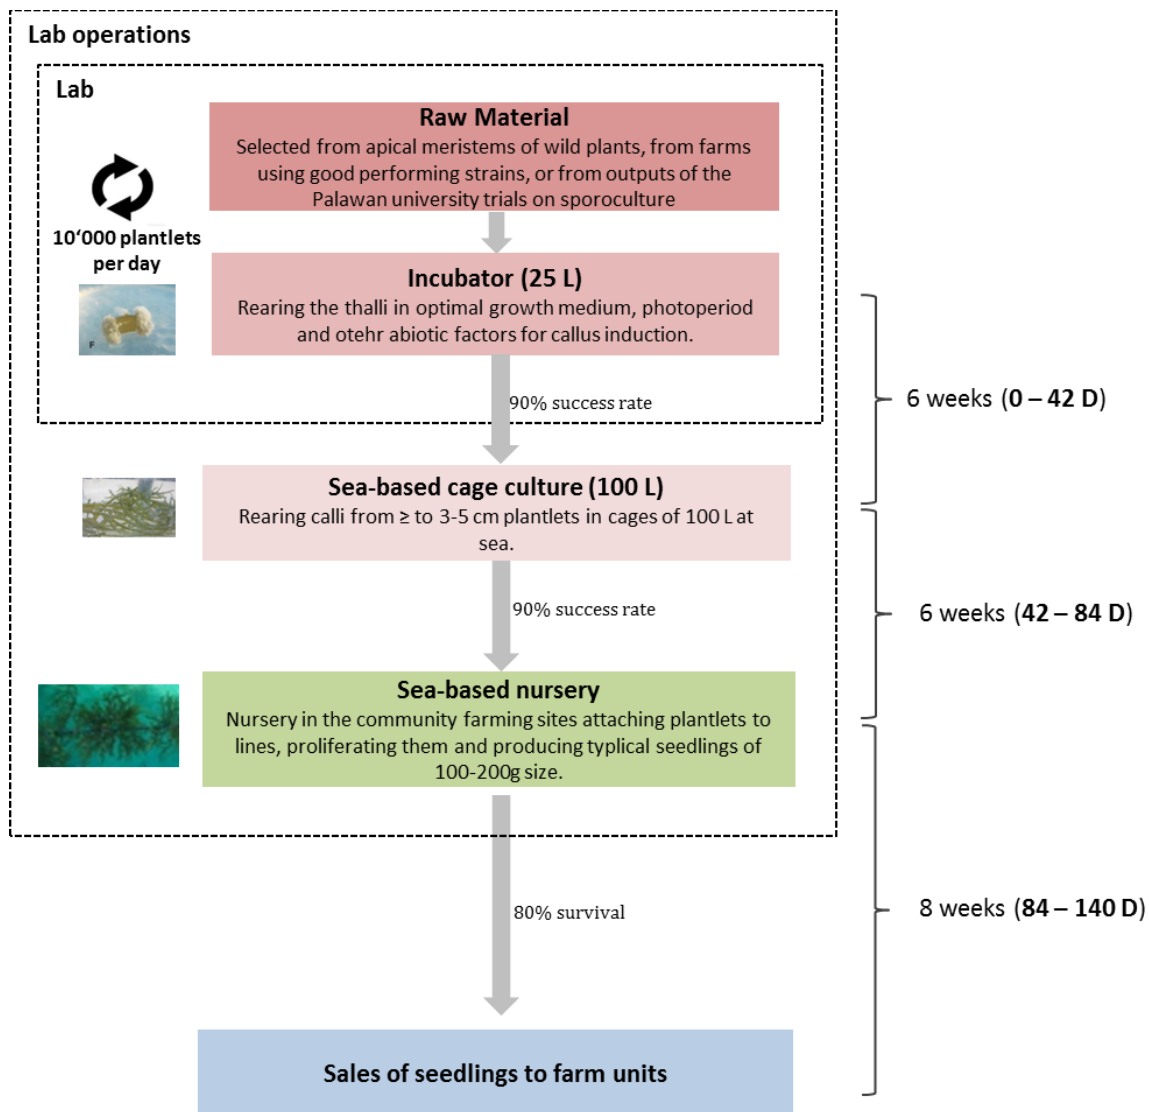 Lab operations
Lab
Raw Material
Selected from apical meristems of wild plants, from farms
using good performing strains, or from outputs of the
Palawan university trials on sporoculture
10‘000 plantlets
per day
Incubator (25 L)
Rearing the thalli in optimal growth medium, photoperiod
and otehr abiotic factors for callus induction.
F
90% success rate
6 weeks (0 – 42 D)
Sea-based cage culture (100 L)
Rearing calli from ≥ to 3-5 cm plantlets in cages of 100 L at
sea.
90% success rate
6 weeks (42 – 84 D)
Sea-based nursery
Nursery in the community farming sites attaching plantlets to
lines, proliferating them and producing typlical seedlings of
100-200g size.
80% survival
8 weeks (84 – 140 D)
Sales of seedlings to farm units